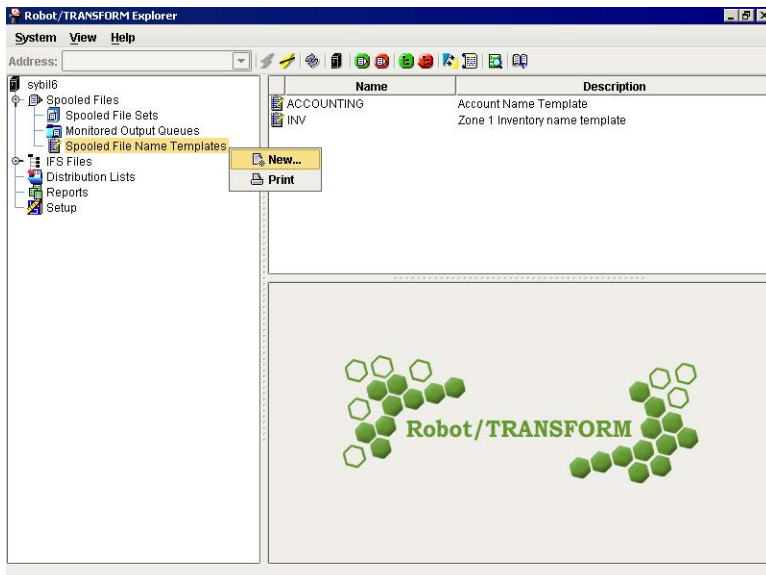 Robot/TRANSFORM Explorer
System View Help
Address:
sybil6
Spooled Files
Spooled File Sets
Monitored Output Queues
Spooled File Name Templates
IFS Files
Distribution Lists
Reports
Setup
New...
Print
Name Description
ACCOUNTING Account Name Template
INV Zone 1 Inventory name template
Robot/TRANSFORM